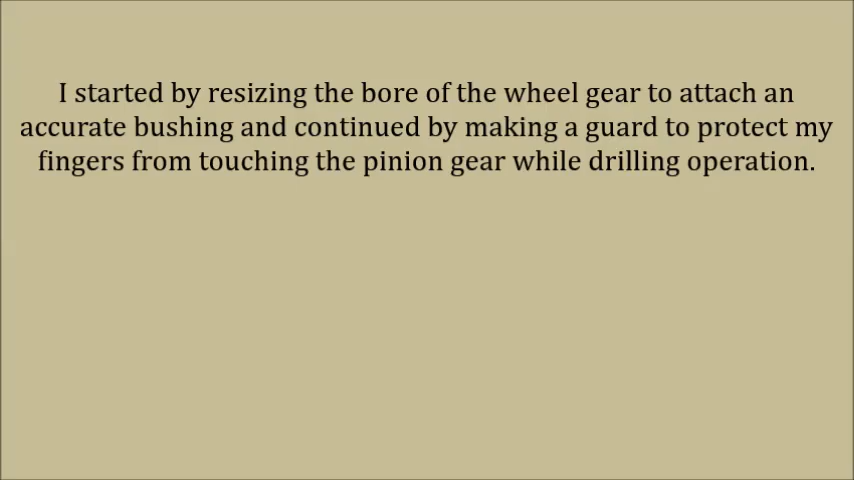 I started by resizing the bore of the wheel gear to attach an
accurate bushing and continued by making a guard to protect my
fingers from touching the pinion gear while drilling operation.